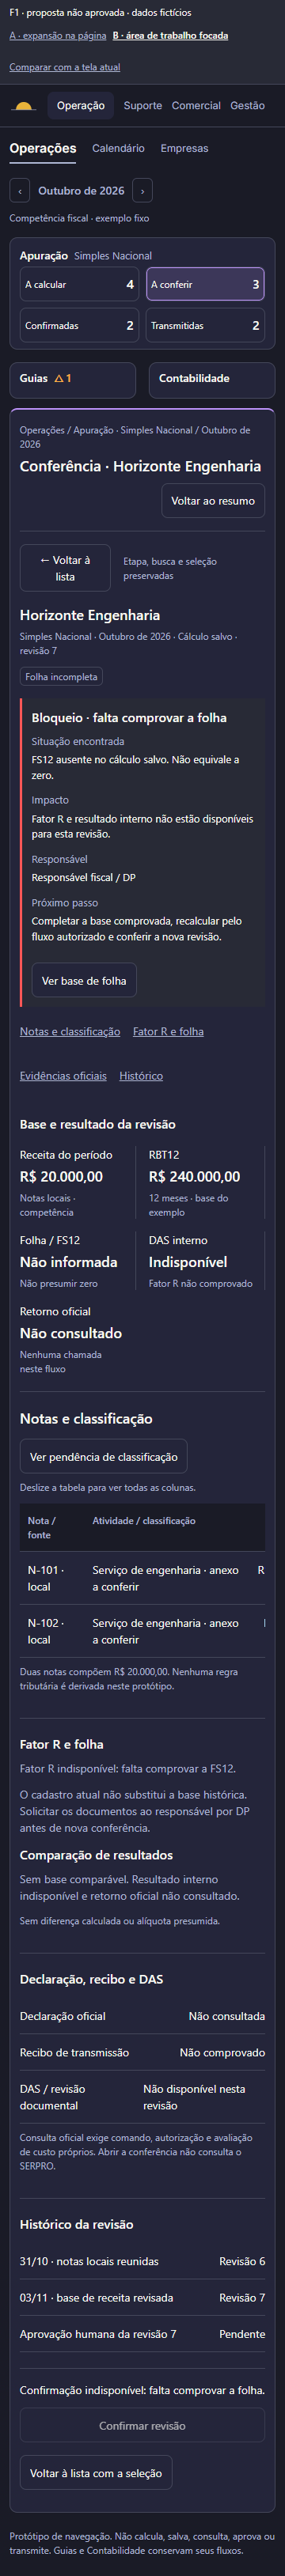 F1 · proposta não aprovada · dados fictícios
A · expansão na página B · área de trabalho focada
Comparar com a tela atual
Operação Suporte Comercial Gestão
Operações Calendário Empresas
‹ Outubro de 2026 ›
Competência fiscal · exemplo fixo
Apuração Simples Nacional
A calcular 4 A conferir 3
Confirmadas 2 Transmitidas 2
Guias △ 1 Contabilidade
Operações / Apuração · Simples Nacional / Outubro de
2026
Conferência · Horizonte Engenharia
Voltar ao resumo
← Voltar à
lista
Etapa, busca e seleção
preservadas
Horizonte Engenharia
Simples Nacional · Outubro de 2026 · Cálculo salvo ·
revisão 7
Folha incompleta
Bloqueio · falta comprovar a folha
Situação encontrada
FS12 ausente no cálculo salvo. Não equivale a
zero.
Impacto
Fator R e resultado interno não estão disponíveis
para esta revisão.
Responsável
Responsável fiscal / DP
Próximo passo
Completar a base comprovada, recalcular pelo
fluxo autorizado e conferir a nova revisão.
Ver base de folha
Notas e classificação Fator R e folha
Evidências oficiais Histórico
Base e resultado da revisão
Receita do período
R$ 20.000,00
Notas locais ·
competência
RBT12
R$ 240.000,00
12 meses · base do
exemplo
Folha / FS12
Não informada
Não presumir zero
DAS interno
Indisponível
Fator R não comprovado
Retorno oficial
Não consultado
Nenhuma chamada
neste fluxo
Notas e classificação
Ver pendência de classificação
Deslize a tabela para ver todas as colunas.
Nota /
fonte
Atividade / classificação
N-101 ·
local
Serviço de engenharia · anexo
a conferir
R
N-102 ·
local
Serviço de engenharia · anexo
a conferir
Duas notas compõem R$ 20.000,00. Nenhuma regra
tributária é derivada neste protótipo.
Fator R e folha
Fator R indisponível: falta comprovar a FS12.
O cadastro atual não substitui a base histórica.
Solicitar os documentos ao responsável por DP
antes de nova conferência.
Comparação de resultados
Sem base comparável. Resultado interno
indisponível e retorno oficial não consultado.
Sem diferença calculada ou alíquota presumida.
Declaração, recibo e DAS
Declaração oficial Não consultada
Recibo de transmissão Não comprovado
DAS / revisão
documental
Não disponível nesta
revisão
Consulta oficial exige comando, autorização e avaliação
de custo próprios. Abrir a conferência não consulta o
SERPRO.
Histórico da revisão
31/10 · notas locais reunidas Revisão 6
03/11 · base de receita revisada Revisão 7
Aprovação humana da revisão 7 Pendente
Confirmação indisponível: falta comprovar a folha.
Confirmar revisão
Voltar à lista com a seleção
Protótipo de navegação. Não calcula, salva, consulta, aprova ou
transmite. Guias e Contabilidade conservam seus fluxos.